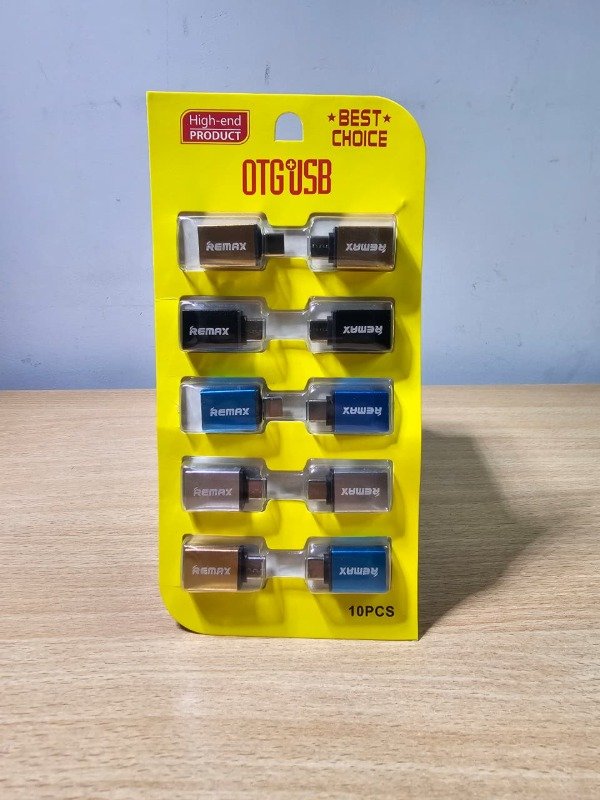 High-end
PRODUCT
★BEST★
CHOICE
OTG USB
REMAX
REMAX
REMAX
REMAX
REMAX
REMAX
REMAX
REMAX
REMAX
REMAX
10PCS